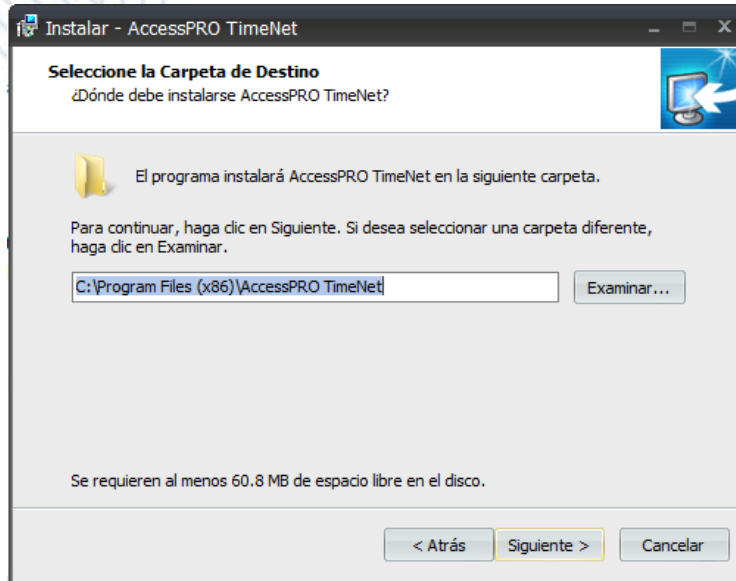 Instalar - AccessPRO TimeNet
Seleccione la Carpeta de Destino
¿Dónde debe instalarse AccessPRO TimeNet?
El programa instalará AccessPRO TimeNet en la siguiente carpeta.
Para continuar, haga clic en Siguiente. Si desea seleccionar una carpeta diferente,
haga clic en Examinar.
C:\Program Files (x86)\AccessPRO TimeNet
Examinar...
Se requieren al menos 60.8 MB de espacio libre en el disco.
< Atrás
Siguiente >
Cancelar